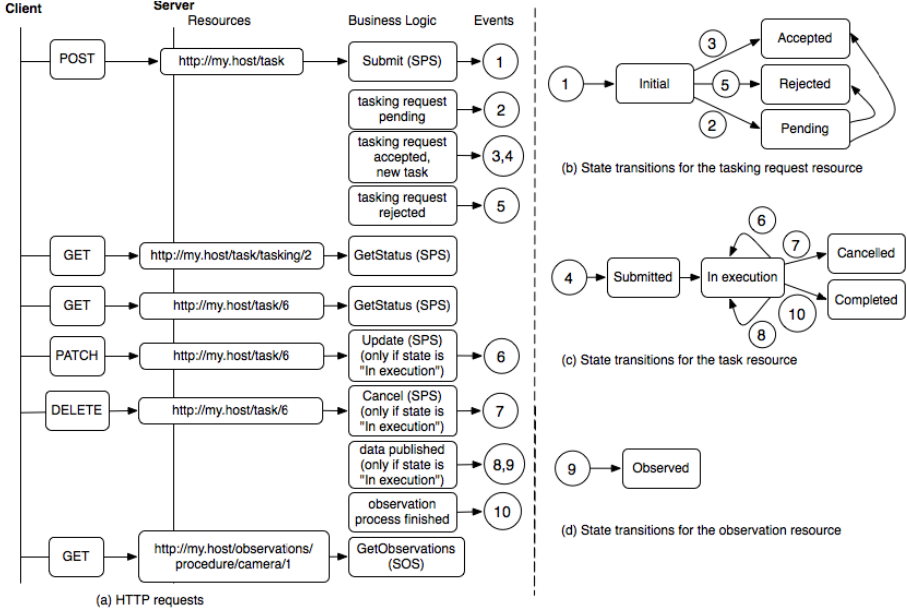 Client
Server
Resources
Business Logic
Events
POST
http://my.host/task
Submit (SPS)
1
tasking request
pending
2
tasking request
accepted,
new task
3,4
tasking request
rejected
5
GET
http://my.host/task/tasking/2
GetStatus (SPS)
GET
http://my.host/task/6
GetStatus (SPS)
PATCH
http://my.host/task/6
Update (SPS)
(only if state is
"In execution")
6
DELETE
http://my.host/task/6
Cancel (SPS)
(only if state is
"In execution")
7
data published
(only if state is
"In execution")
8,9
observation
process finished
10
GET
http://my.host/observations/
procedure/camera/1
GetObservations
(SOS)
(a) HTTP requests
1
Initial
3
5
2
Accepted
Rejected
Pending
(b) State transitions for the tasking request resource
4
Submitted
In execution
6
7
10
8
Cancelled
Completed
(c) State transitions for the task resource
9
Observed
(d) State transitions for the observation resource